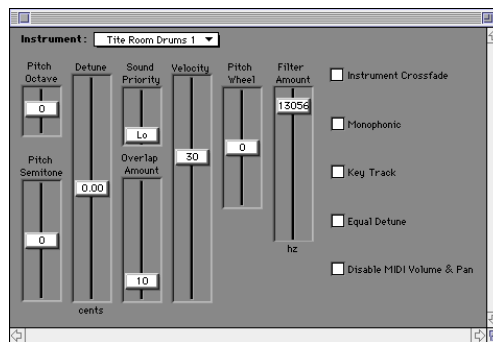 Instrument: Tite Room Drums 1
Pitch Octave
Detune
Sound Priority
Velocity
Pitch Wheel
Filter Amount
0
Lo
0
13056
30
Pitch Semitone
Overlap Amount
0.00
0
10
cents
hz
Instrument Crossfade
Monophonic
Key Track
Equal Detune
Disable MIDI Volume & Pan